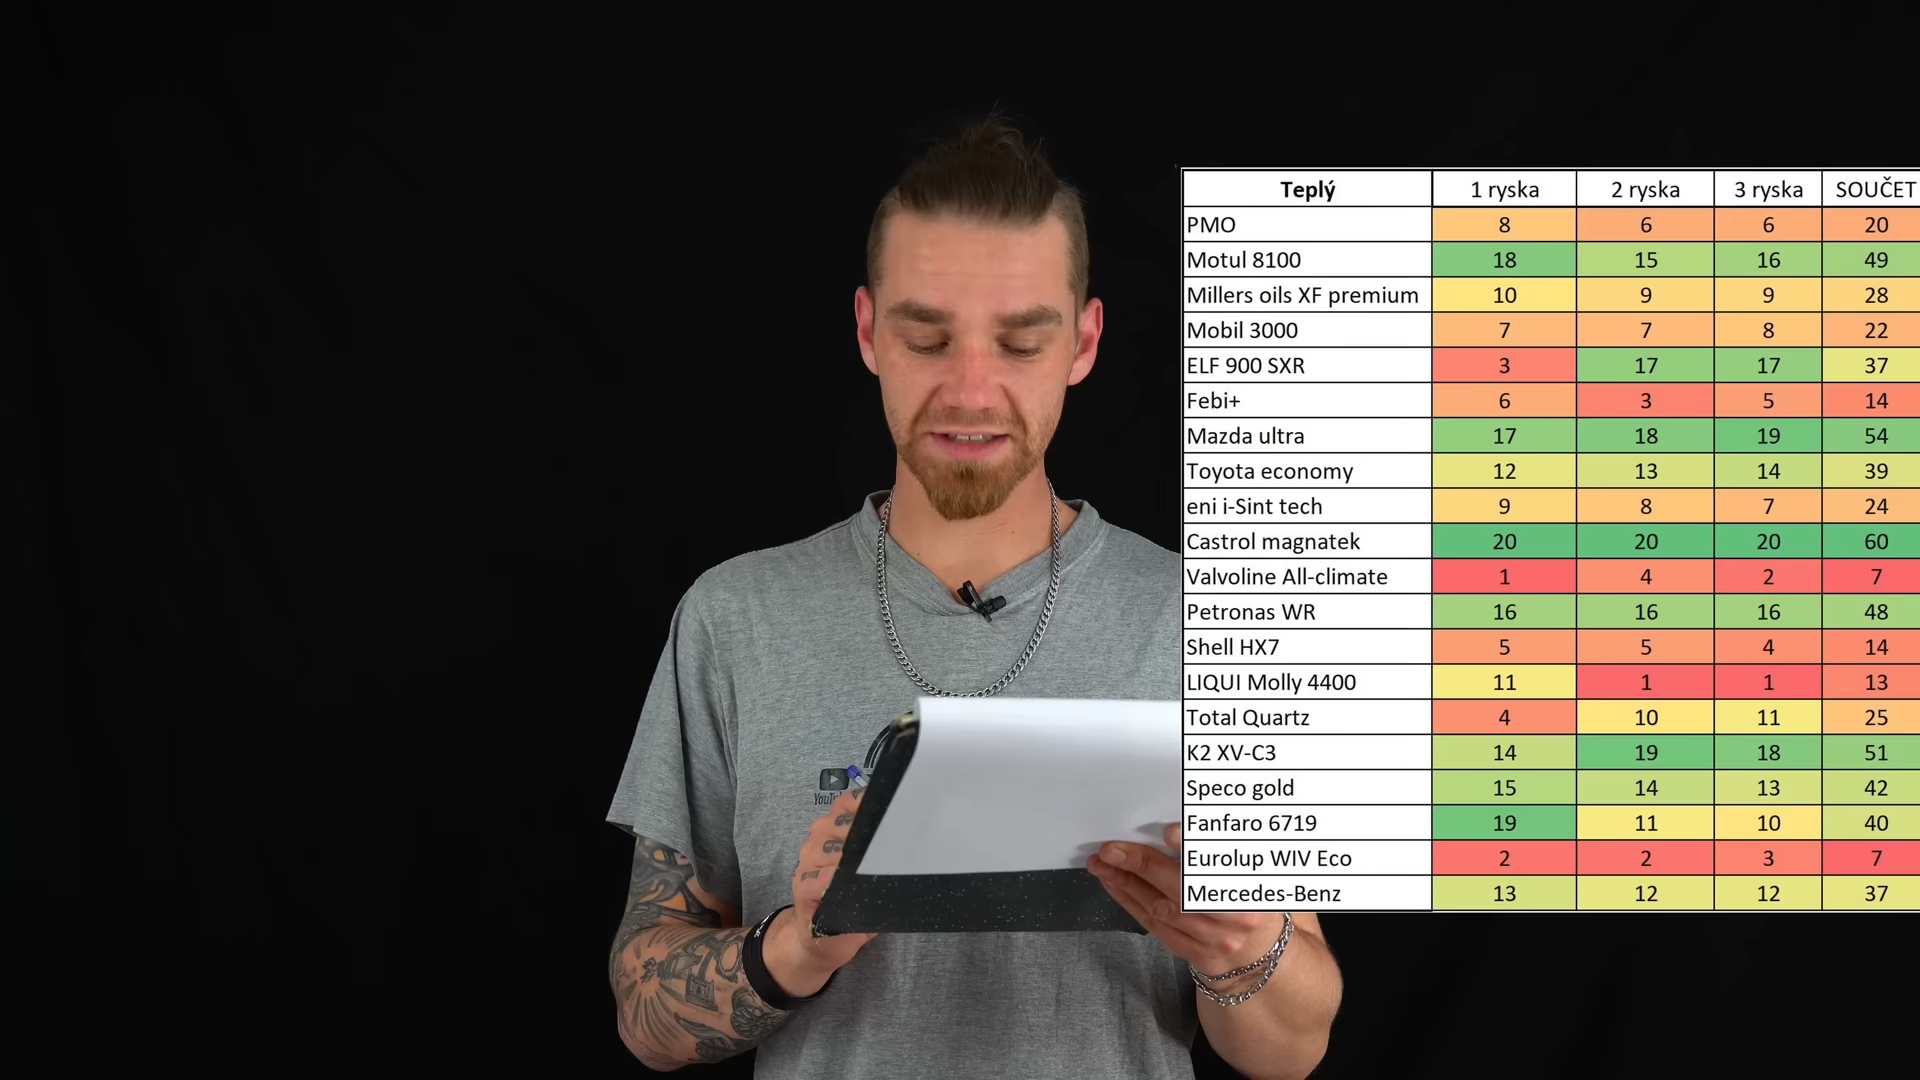 Teplý 1 ryska 2 ryska 3 ryska SOUČET
PMO 8 6 6 20
Motul 8100 18 15 16 49
Millers oils XF premium 10 9 9 28
Mobil 3000 7 7 8 22
ELF 900 SXR 3 17 17 37
Febi+ 6 3 5 14
Mazda ultra 17 18 19 54
Toyota economy 12 13 14 39
eni i-Sint tech 9 8 7 24
Castrol magnatek 20 20 20 60
Valvoline All-climate 1 4 2 7
Petronas WR 16 16 16 48
Shell HX7 5 5 4 14
LIQUI Molly 4400 11 1 1 13
Total Quartz 4 10 11 25
K2 XV-C3 14 19 18 51
Speco gold 15 14 13 42
Fanfaro 6719 19 11 10 40
Eurolup WIV Eco 2 2 3 7
Mercedes-Benz 13 12 12 37